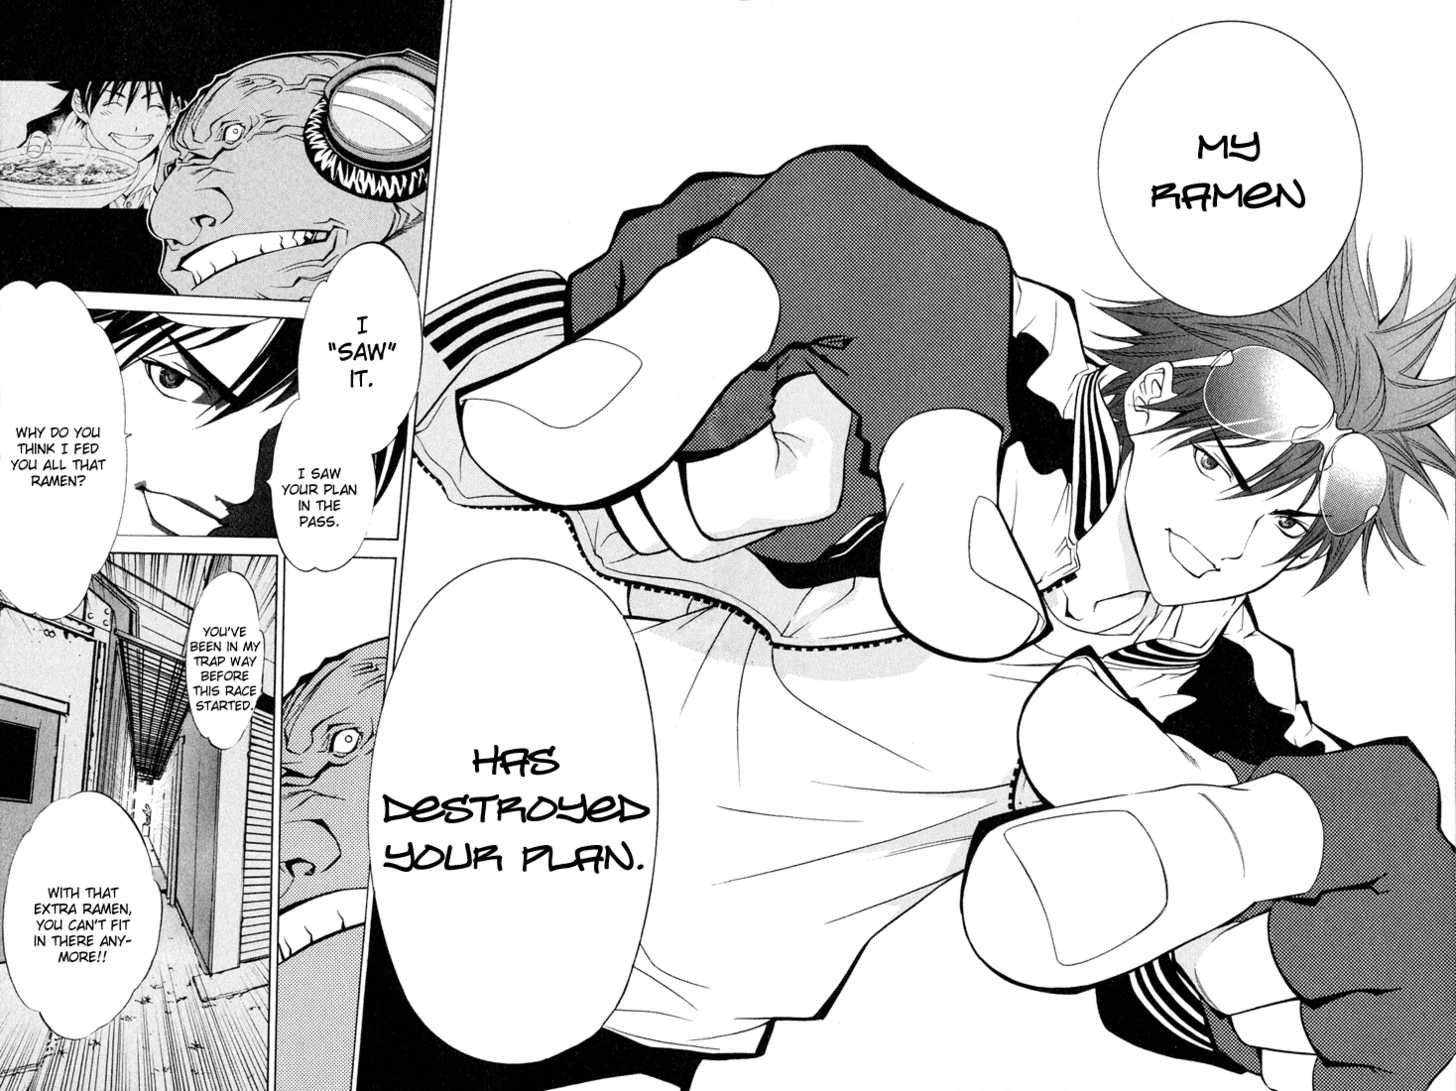 MY
RAMEN
HAS
DESTROYED
YOUR PLAN.
I
"SAW"
IT.
I SAW
YOUR PLAN
IN THE
PASS.
WHY DO YOU
THINK I FED
YOU ALL THAT
RAMEN?
YOU'VE
BEEN IN MY
TRAP WAY
BEFORE
THIS RACE
STARTED.
WITH THAT
EXTRA RAMEN,
YOU CAN'T FIT
IN THERE ANY-
MORE!!